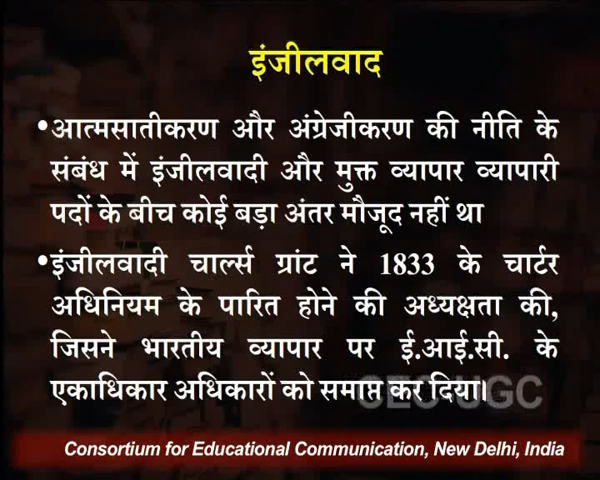 इंजीलवाद
•आत्मसातीकरण और अंग्रेजीकरण की नीति के
संबंध में इंजीलवादी और मुक्त व्यापार व्यापारी
पदों के बीच कोई बड़ा अंतर मौजूद नहीं था
•इंजीलवादी चार्ल्स ग्रांट ने 1833 के चार्टर
अधिनियम के पारित होने की अध्यक्षता की,
जिसने भारतीय व्यापार पर ई.आई.सी. के
एकाधिकार अधिकारों को समाप्त कर दिया।
CEC-UGC
Consortium for Educational Communication, New Delhi, India